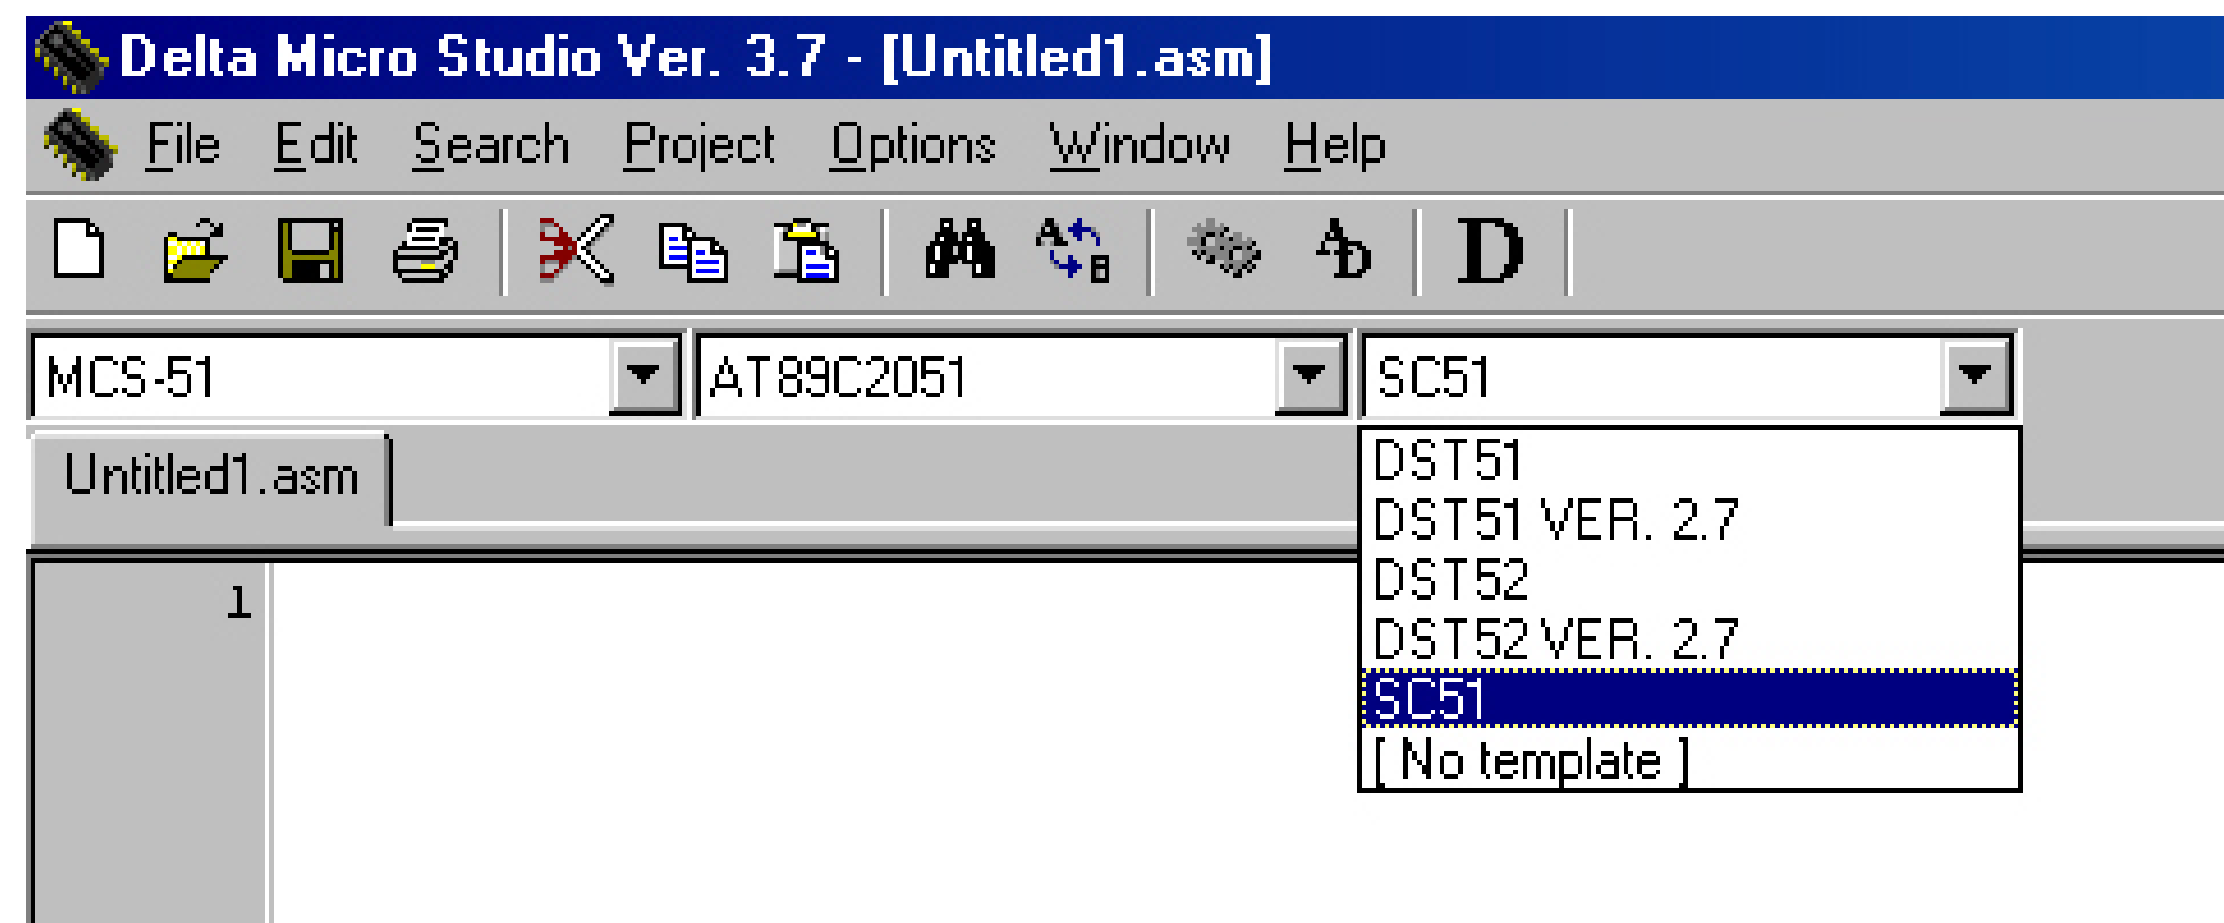 Delta Micro Studio Ver. 3.7 - [Untitled1.asm]
File Edit Search Project Options Window Help
D
MCS-51 AT89C2051 SC51
Untitled1.asm
DST51
DST51 VER. 2.7
DST52
DST52 VER. 2.7
SC51
[ No template ]
1